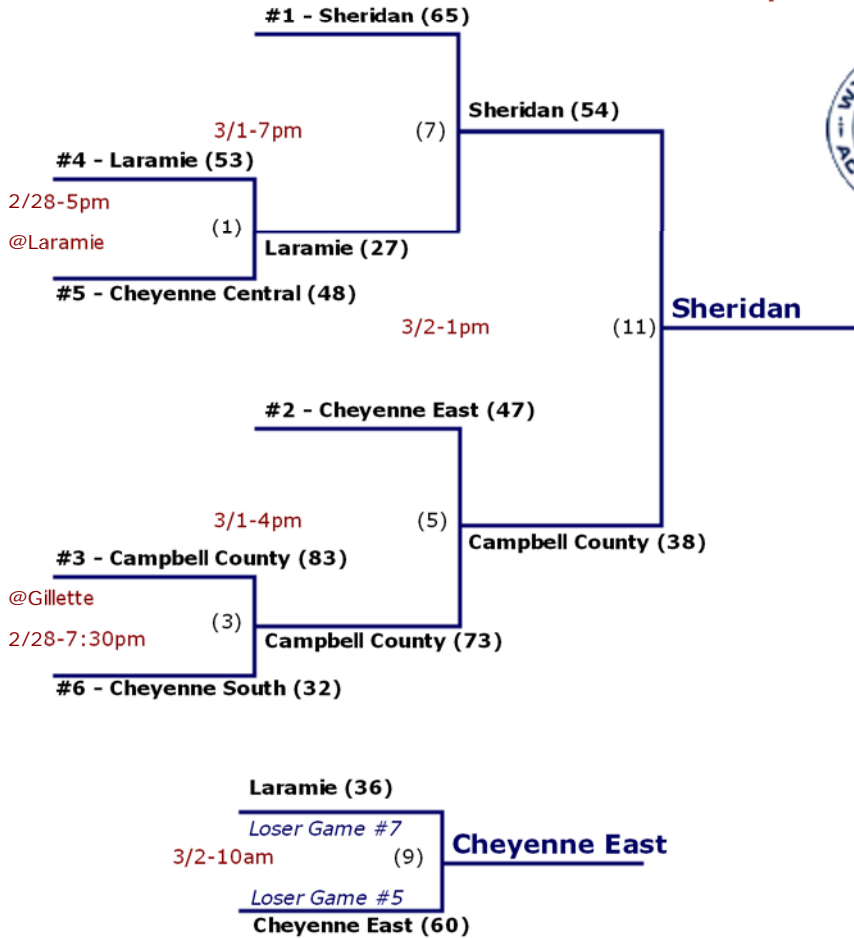 #1 - Sheridan (65)
3/1-7pm
(7)
Sheridan (54)
#4 - Laramie (53)
2/28-5pm
@Laramie
(1)
Laramie (27)
#5 - Cheyenne Central (48)
3/2-1pm
(11)
Sheridan
#2 - Cheyenne East (47)
3/1-4pm
(5)
Campbell County (38)
#3 - Campbell County (83)
@Gillette
2/28-7:30pm
(3)
Campbell County (73)
#6 - Cheyenne South (32)
Laramie (36)
Loser Game #7
3/2-10am
(9)
Cheyenne East
Loser Game #5
Cheyenne East (60)